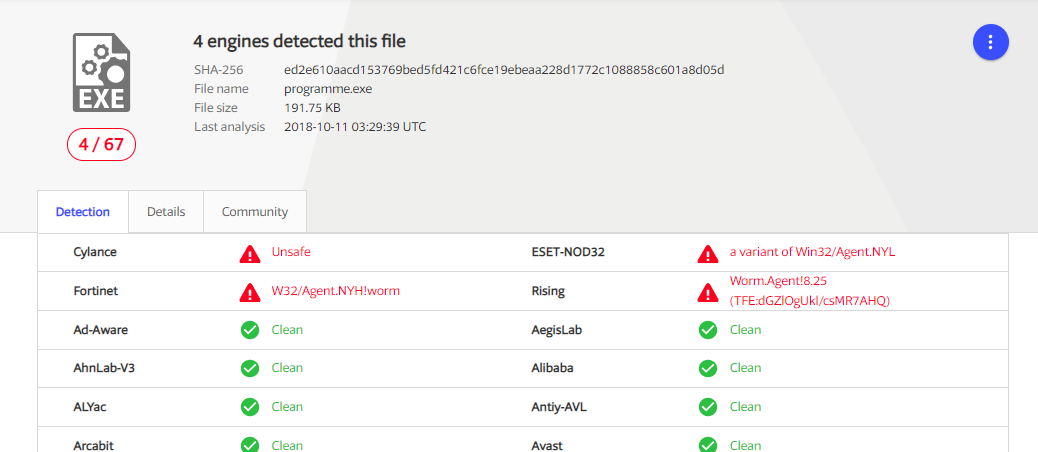 4 engines detected this file
SHA-256 ed2e610aacd153769bed5fd421c6fce19ebeaa228d1772c1088858c601a8d05d
File name programme.exe
File size 191.75 KB
Last analysis 2018-10-11 03:29:39 UTC
EXE
4 / 67
Detection Details Community
Cylance Unsafe ESET-NOD32 a variant of Win32/Agent.NYL
Fortinet W32/Agent.NYH!worm Rising Worm.Agent!8.25
(TFE:dGZlOgUkl/csMR7AHQ)
Ad-Aware Clean AegisLab Clean
AhnLab-V3 Clean Alibaba Clean
ALYac Clean Antiy-AVL Clean
Arcabit Clean Avast Clean